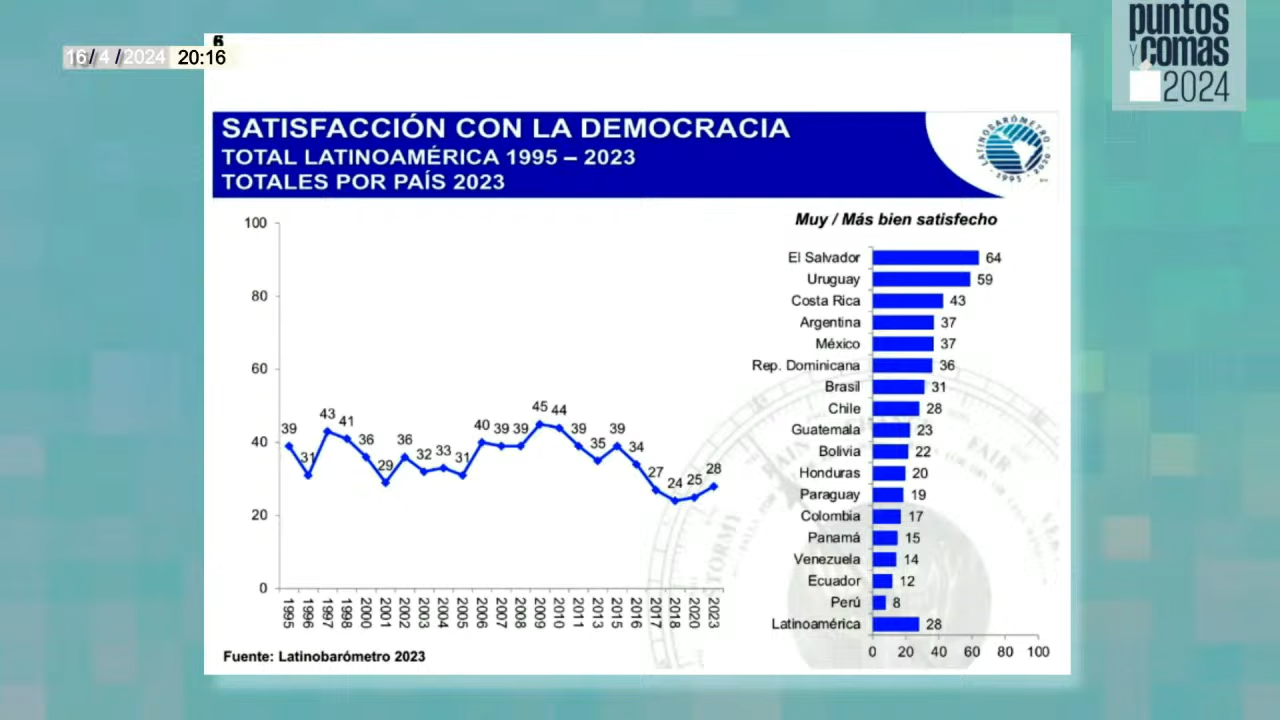 puntos
Y comas
2024
6
16/4/2024 20:16
SATISFACCIÓN CON LA DEMOCRACIA
TOTAL LATINOAMÉRICA 1995 – 2023
TOTALES POR PAÍS 2023
LATINOBARÓMETRO
100
80
60
40
20
0
39 31 43 41 36 29 36 32 33 31 40 39 39 45 44 39 35 39 34 27 24 25 28
1995 1996 1997 1998 2000 2001 2002 2003 2004 2005 2006 2007 2008 2009 2010 2011 2013 2015 2016 2017 2018 2020 2023
Muy / Más bien satisfecho
El Salvador 64
Uruguay 59
Costa Rica 43
Argentina 37
México 37
Rep. Dominicana 36
Brasil 31
Chile 28
Guatemala 23
Bolivia 22
Honduras 20
Paraguay 19
Colombia 17
Panamá 15
Venezuela 14
Ecuador 12
Perú 8
Latinoamérica 28
0 20 40 60 80 100
STORMY
RAIN
FAIR
Fuente: Latinobarómetro 2023